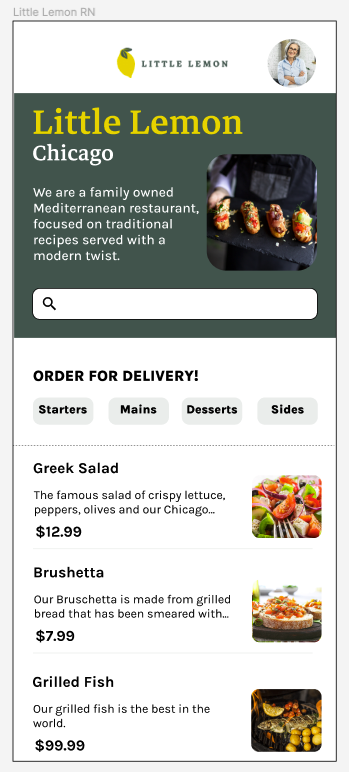 Little Lemon RN
LITTLE LEMON
Little Lemon
Chicago
We are a family owned
Mediterranean restaurant,
focused on traditional
recipes served with a
modern twist.
ORDER FOR DELIVERY!
Starters Mains Desserts Sides
Greek Salad
The famous salad of crispy lettuce,
peppers, olives and our Chicago...
$12.99
Brushetta
Our Bruschetta is made from grilled
bread that has been smeared with...
$7.99
Grilled Fish
Our grilled fish is the best in the
world.
$99.99